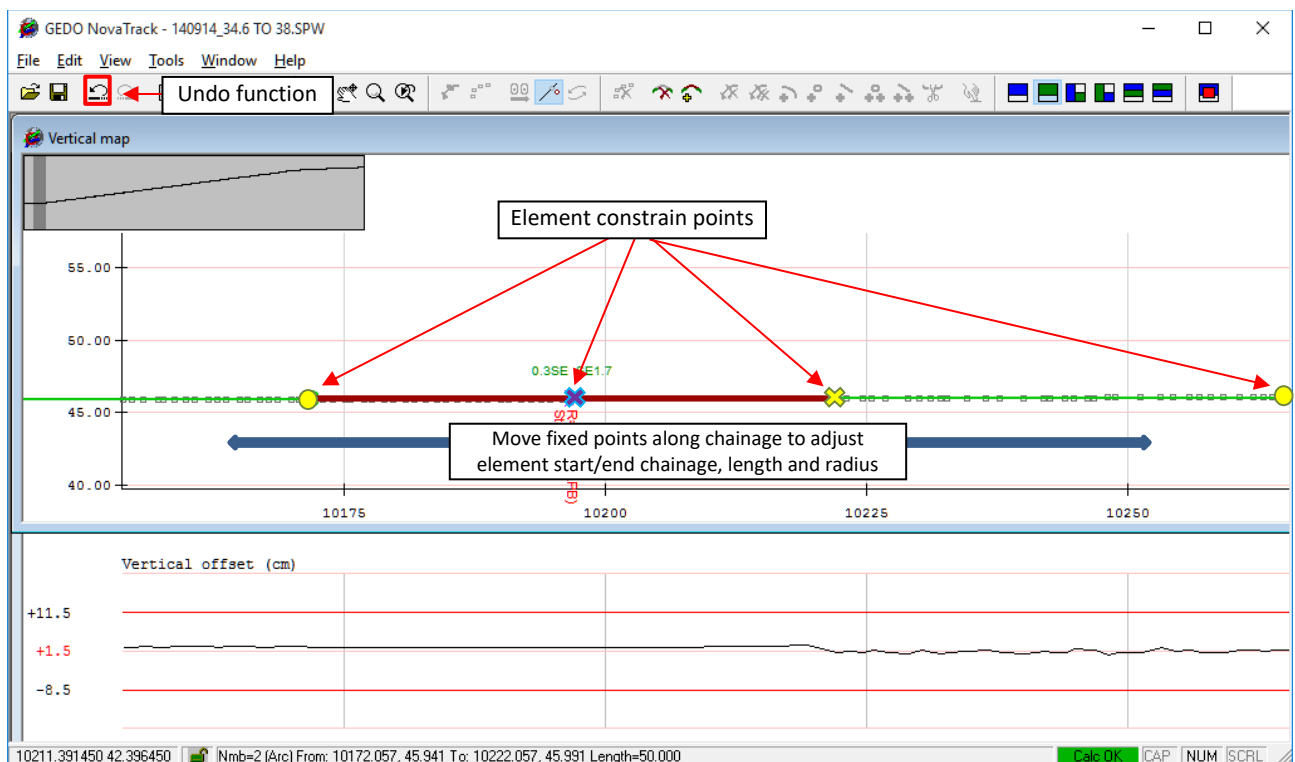 GEDO NovaTrack - 140914_34.6 TO 38.SPW
File Edit View Tools Window Help
Undo function
Vertical map
Element constrain points
55.00
50.00
0.3SE SE1.7
45.00
Move fixed points along chainage to adjust
element start/end chainage, length and radius
40.00
FB)
10175 10200 10225 10250
Vertical offset (cm)
+11.5
+1.5
-8.5
10211.391450 42.396450 Nmb=2 (Arc) From: 10172.057, 45.941 To: 10222.057, 45.991 Length=50.000 Calc OK CAP NUM SCRL